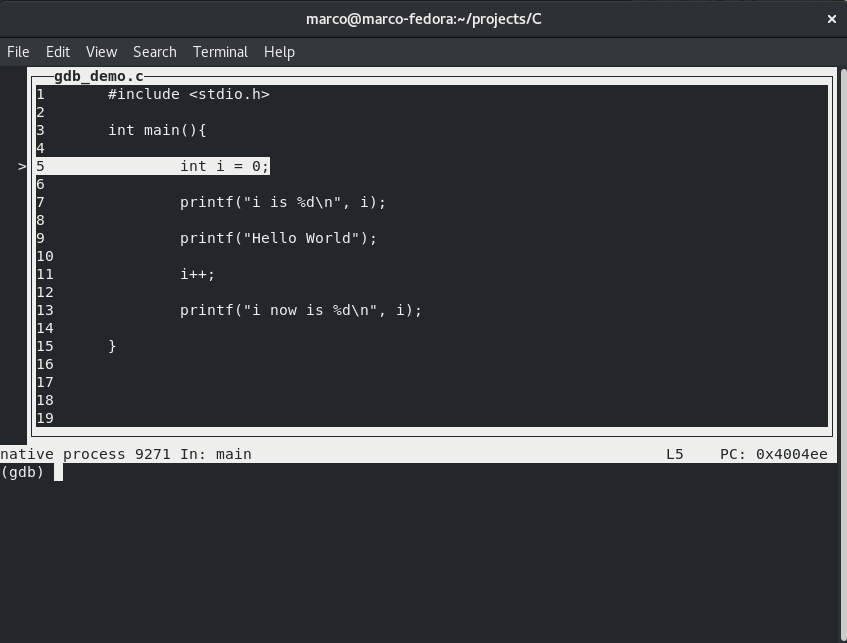 marco@marco-fedora:~/projects/C ×
File Edit View Search Terminal Help
gdb_demo.c
1 #include <stdio.h>
2
3 int main(){
4
> 5 int i = 0;
6
7 printf("i is %d\n", i);
8
9 printf("Hello World");
10
11 i++;
12
13 printf("i now is %d\n", i);
14
15 }
16
17
18
19
native process 9271 In: main L5 PC: 0x4004ee
(gdb)